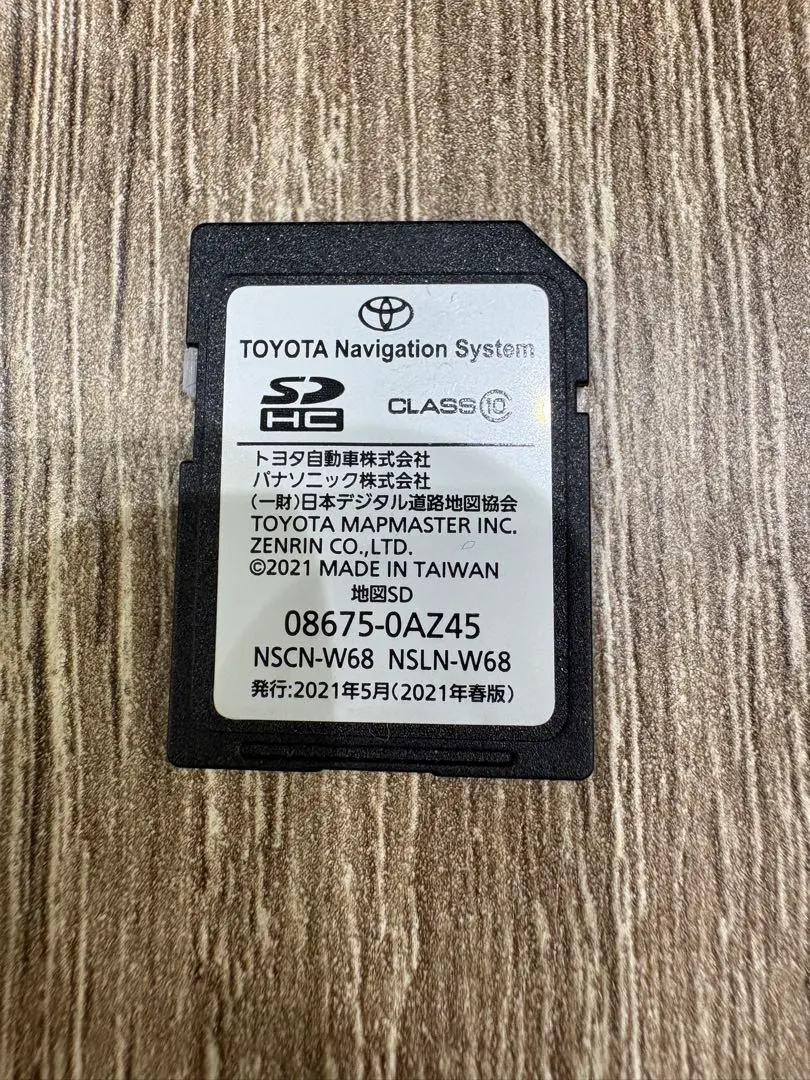 TOYOTA Navigation System
SD HC CLASS 10
トヨタ自動車株式会社
パナソニック株式会社
(一財)日本デジタル道路地図協会
TOYOTA MAPMASTER INC.
ZENRIN CO.,LTD.
©2021 MADE IN TAIWAN
地図SD
08675-0AZ45
NSCN-W68 NSLN-W68
発行:2021年5月(2021年春版)